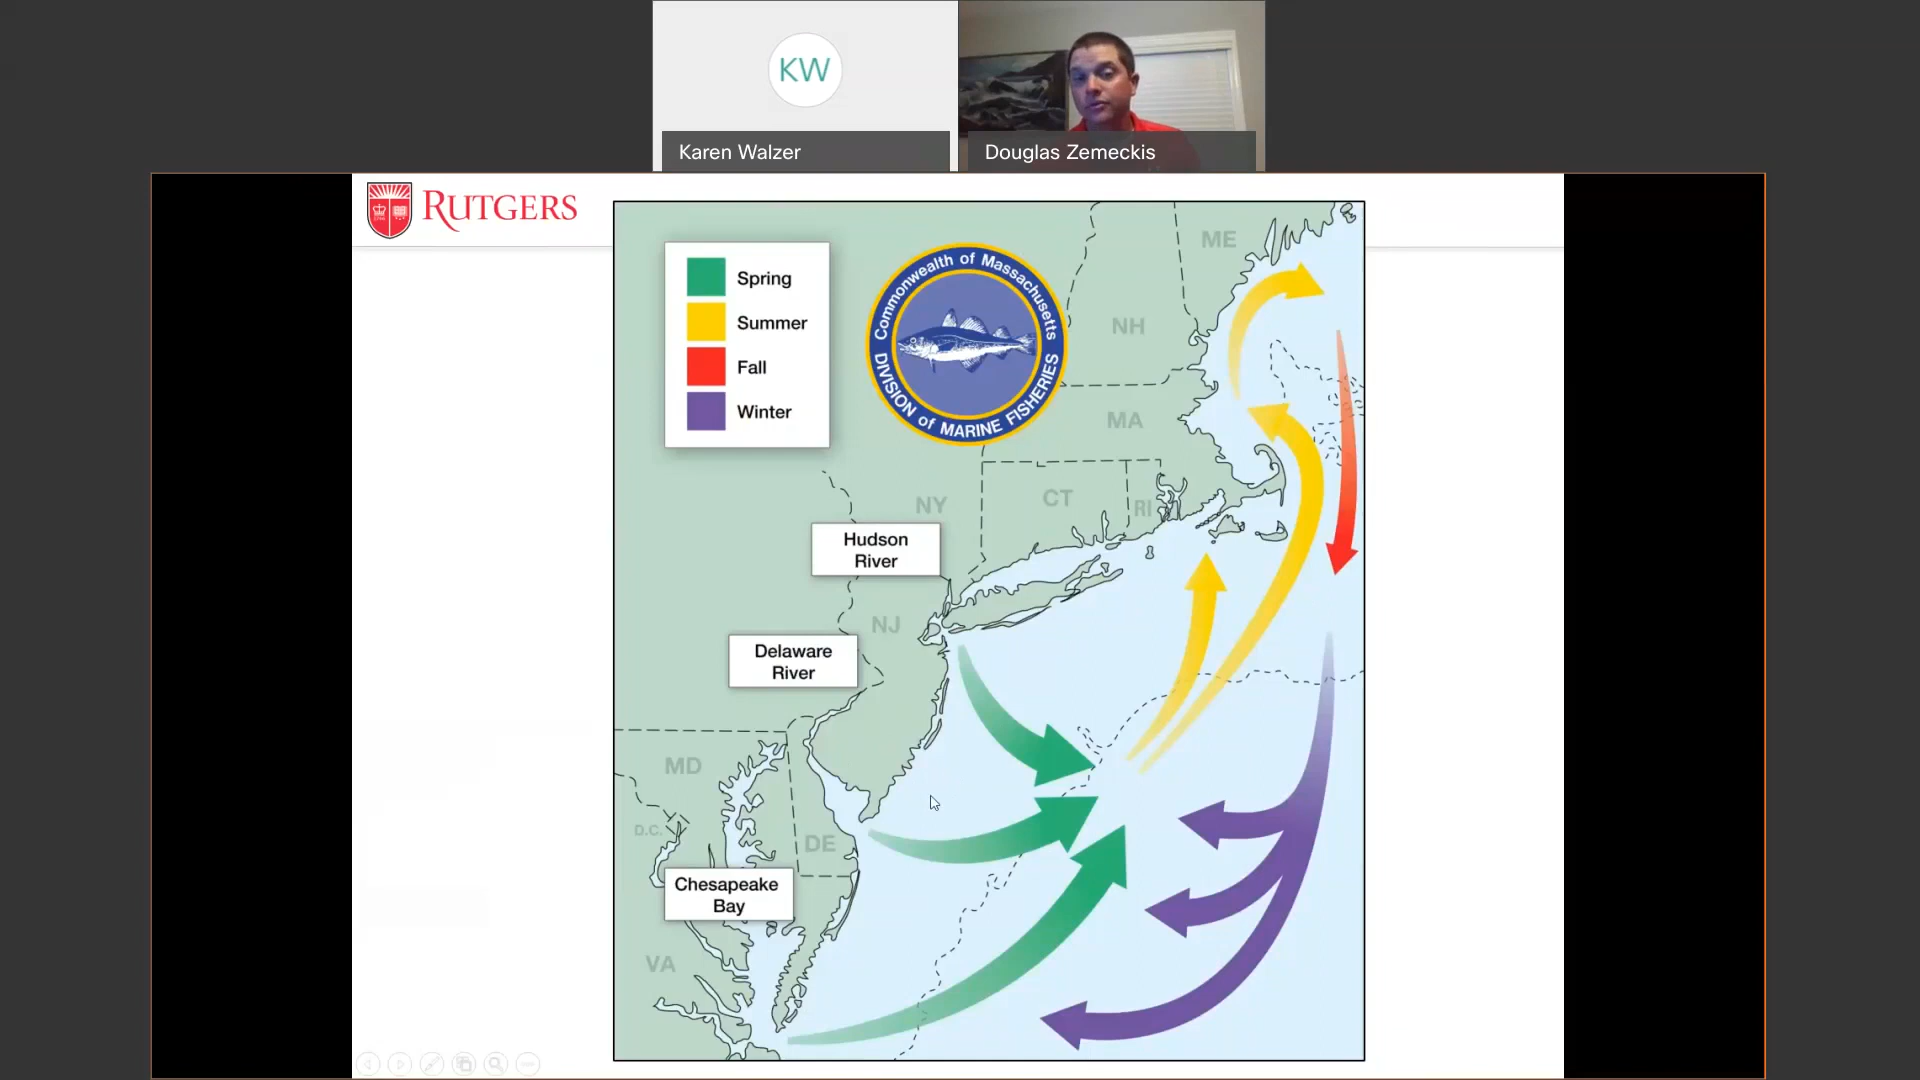 KW
Karen Walzer
Douglas Zemeckis
RUTGERS
Spring
Summer
Fall
Winter
Commonwealth of Massachusetts
DIVISION of MARINE FISHERIES
ME
NH
MA
NY
CT
RI
Hudson
River
NJ
Delaware
River
MD
D.C.
DE
Chesapeake
Bay
VA